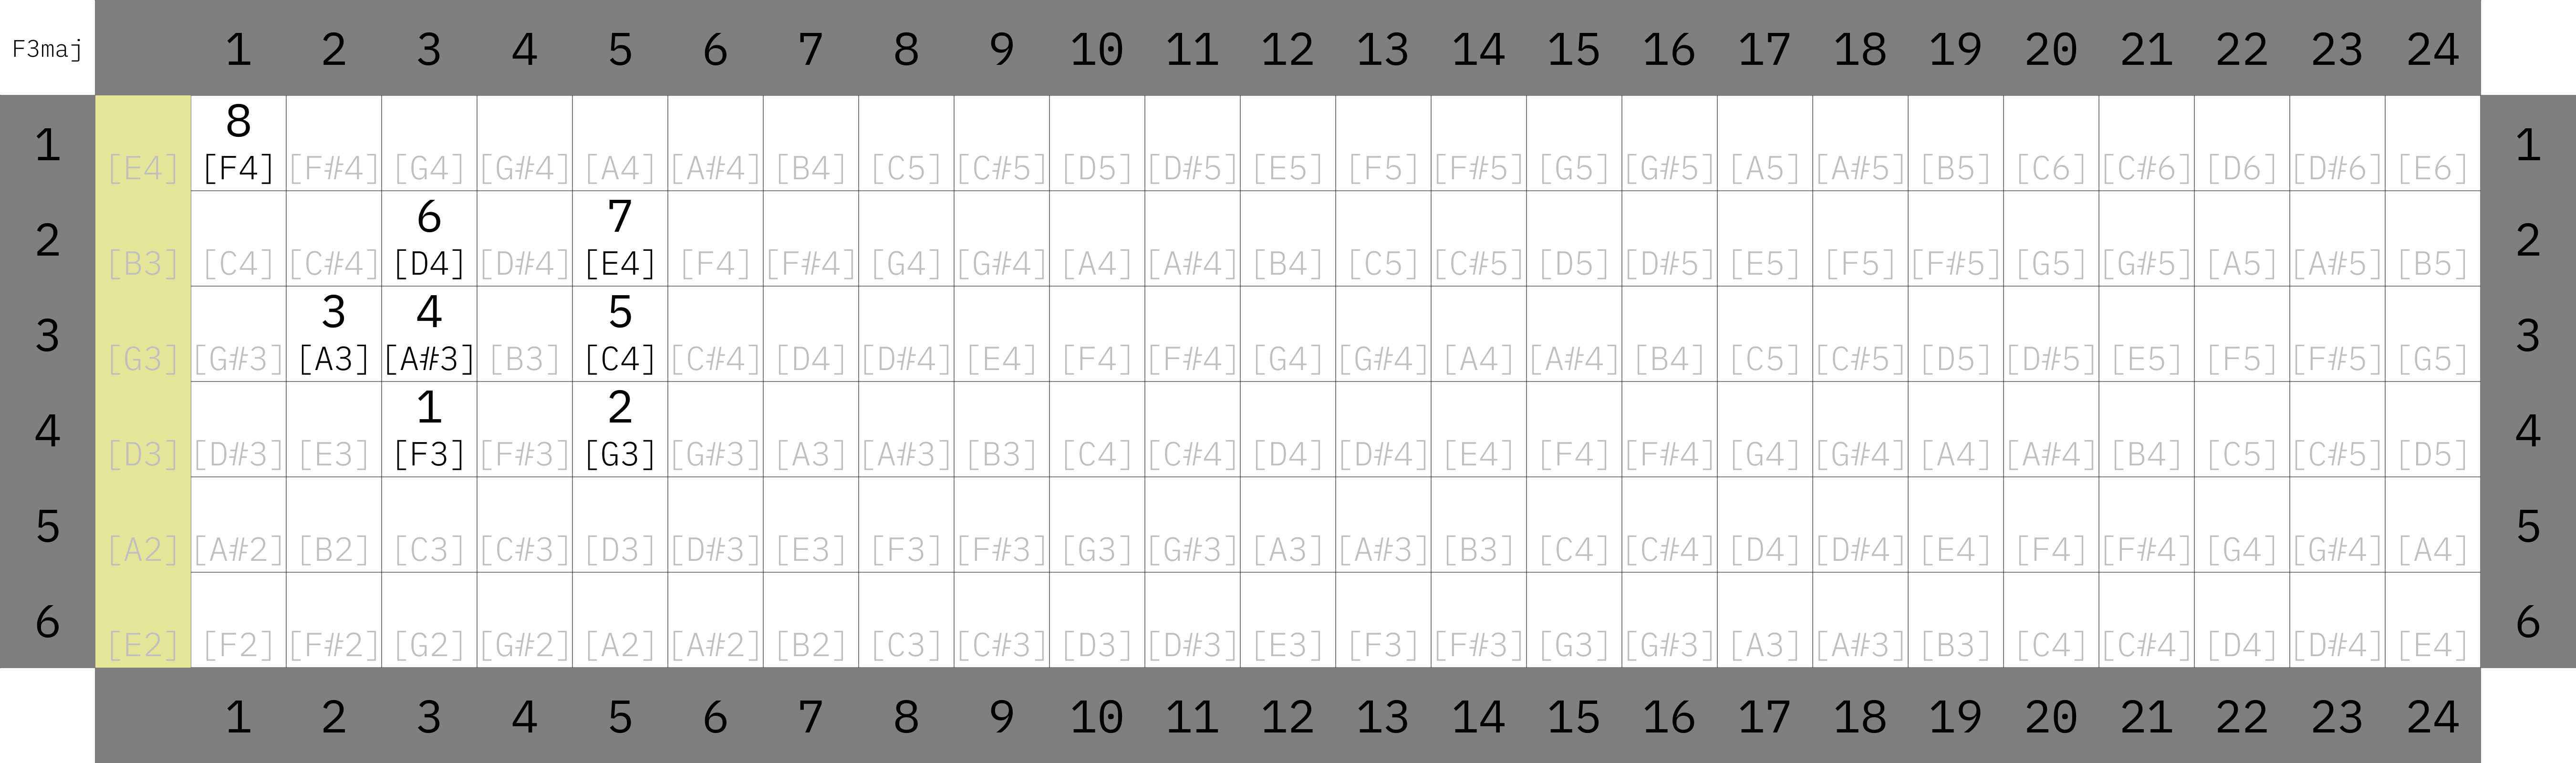 F3maj 1 2 3 4 5 6 7 8 9 10 11 12 13 14 15 16 17 18 19 20 21 22 23 24
8
1 [E4] [F4] [F#4] [G4] [G#4] [A4] [A#4] [B4] [C5] [C#5] [D5] [D#5] [E5] [F5] [F#5] [G5] [G#5] [A5] [A#5] [B5] [C6] [C#6] [D6] [D#6] [E6] 1
6 7
2 [B3] [C4] [C#4] [D4] [D#4] [E4] [F4] [F#4] [G4] [G#4] [A4] [A#4] [B4] [C5] [C#5] [D5] [D#5] [E5] [F5] [F#5] [G5] [G#5] [A5] [A#5] [B5] 2
3 4 5
3 [G3] [G#3] [A3] [A#3] [B3] [C4] [C#4] [D4] [D#4] [E4] [F4] [F#4] [G4] [G#4] [A4] [A#4] [B4] [C5] [C#5] [D5] [D#5] [E5] [F5] [F#5] [G5] 3
1 2
4 [D3] [D#3] [E3] [F3] [F#3] [G3] [G#3] [A3] [A#3] [B3] [C4] [C#4] [D4] [D#4] [E4] [F4] [F#4] [G4] [G#4] [A4] [A#4] [B4] [C5] [C#5] [D5] 4
5 [A2] [A#2] [B2] [C3] [C#3] [D3] [D#3] [E3] [F3] [F#3] [G3] [G#3] [A3] [A#3] [B3] [C4] [C#4] [D4] [D#4] [E4] [F4] [F#4] [G4] [G#4] [A4] 5
6 [E2] [F2] [F#2] [G2] [G#2] [A2] [A#2] [B2] [C3] [C#3] [D3] [D#3] [E3] [F3] [F#3] [G3] [G#3] [A3] [A#3] [B3] [C4] [C#4] [D4] [D#4] [E4] 6
1 2 3 4 5 6 7 8 9 10 11 12 13 14 15 16 17 18 19 20 21 22 23 24